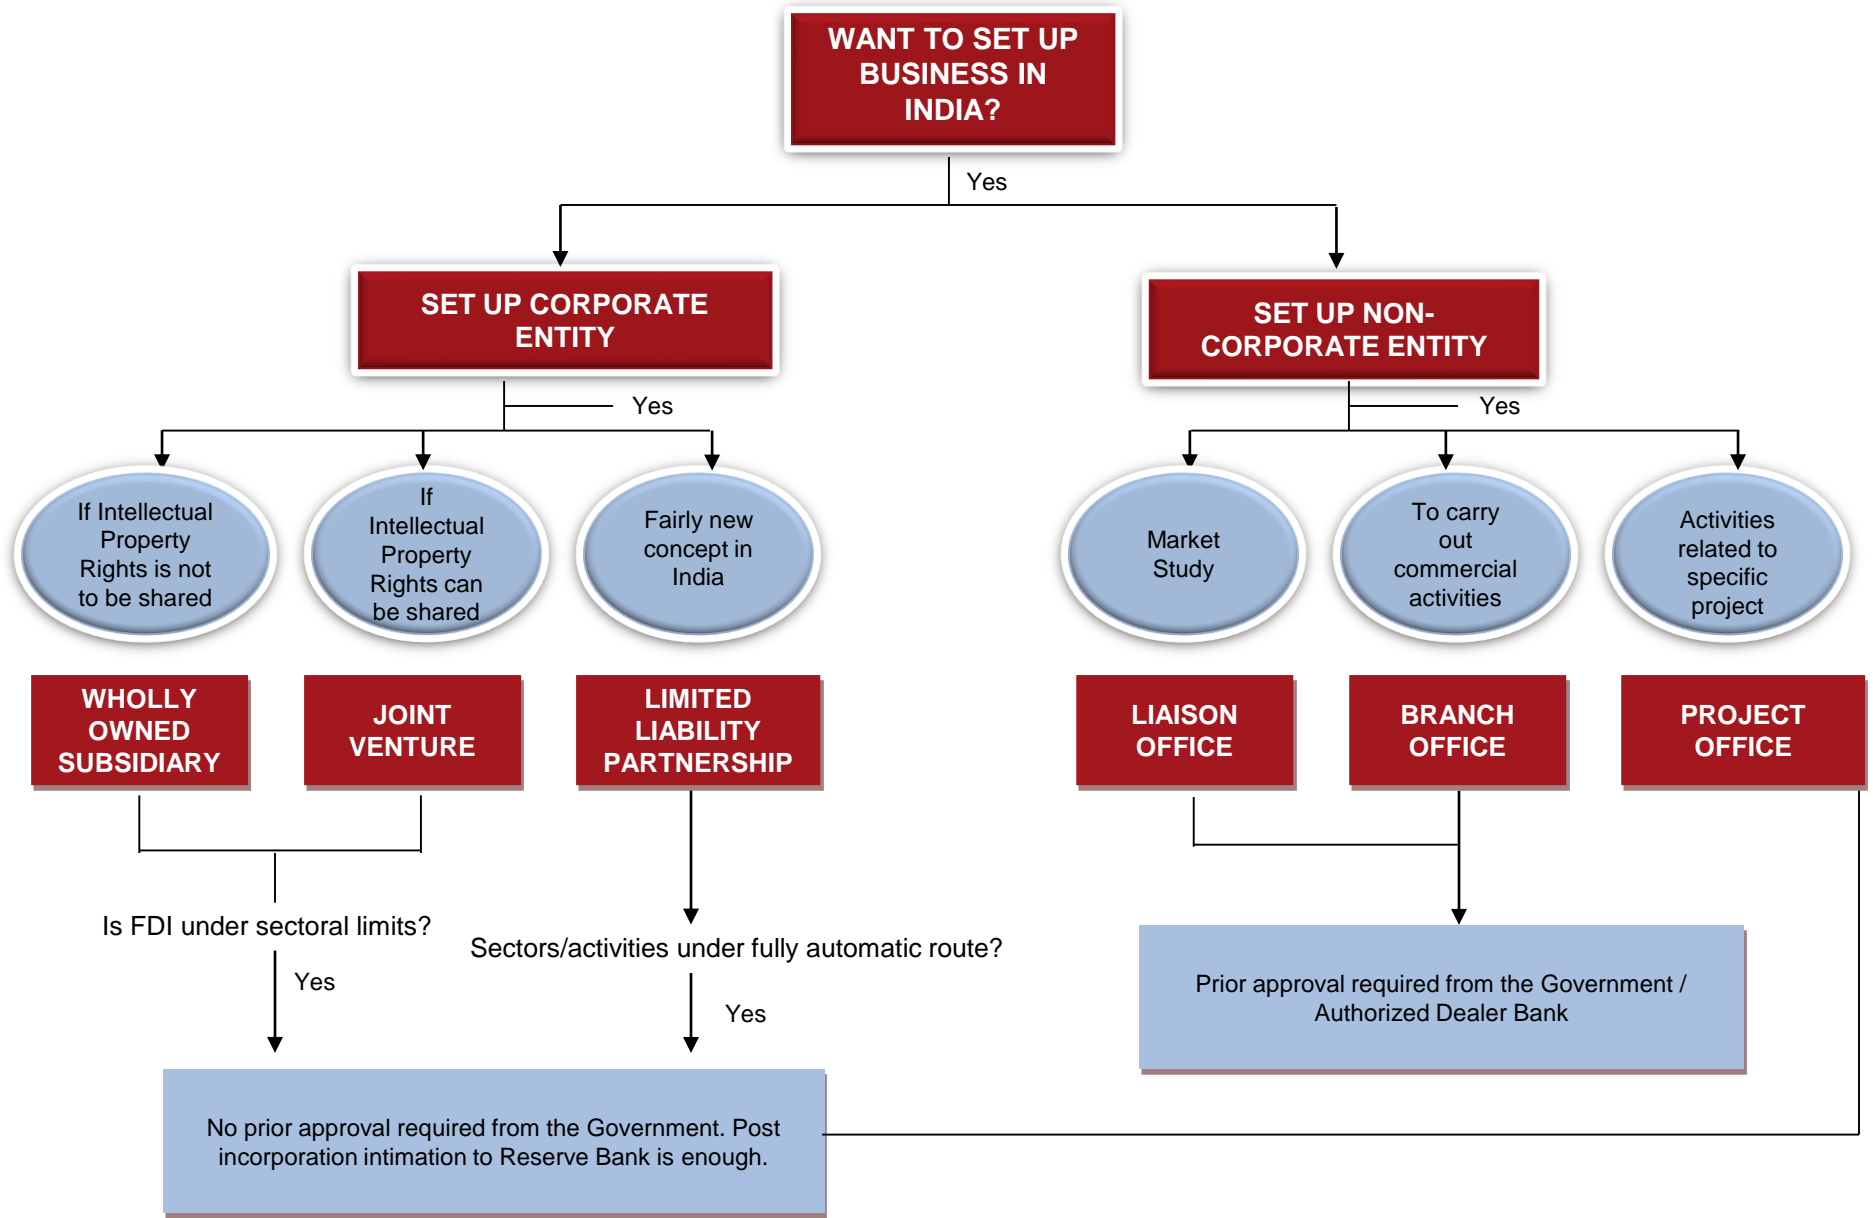 WANT TO SET UP
BUSINESS IN
INDIA?
Yes
SET UP CORPORATE
ENTITY
SET UP NON-
CORPORATE ENTITY
Yes
Yes
If Intellectual
Property
Rights is not
to be shared
If
Intellectual
Property
Rights can
be shared
Fairly new
concept in
India
Market
Study
To carry
out
commercial
activities
Activities
related to
specific
project
WHOLLY
OWNED
SUBSIDIARY
JOINT
VENTURE
LIMITED
LIABILITY
PARTNERSHIP
LIAISON
OFFICE
BRANCH
OFFICE
PROJECT
OFFICE
Is FDI under sectoral limits?
Sectors/activities under fully automatic route?
Yes
Yes
Prior approval required from the Government /
Authorized Dealer Bank
No prior approval required from the Government. Post
incorporation intimation to Reserve Bank is enough.